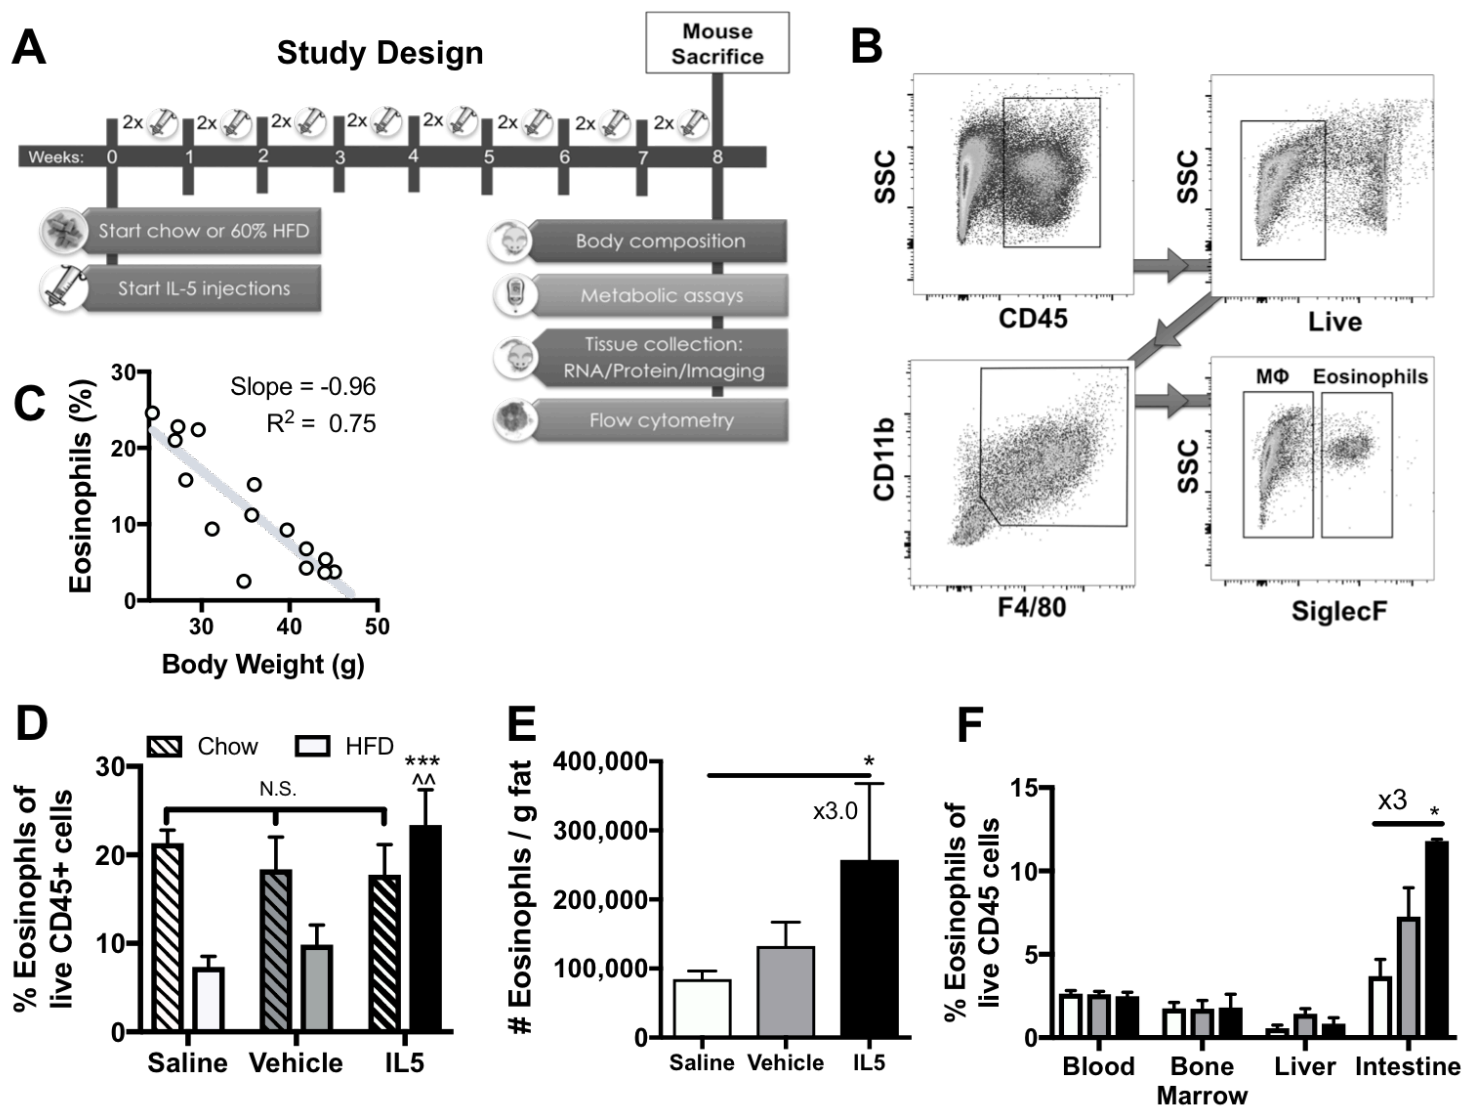 A
Study Design
Mouse
Sacrifice
2x 2x 2x 2x 2x 2x 2x 2x
Weeks: 0 1 2 3 4 5 6 7 8
Start chow or 60% HFD
Start IL-5 injections
Body composition
Metabolic assays
Tissue collection:
RNA/Protein/Imaging
Flow cytometry
B
SSC
CD45
SSC
Live
CD11b
F4/80
SSC
MΦ Eosinophils
SiglecF
C
Eosinophils (%)
30
20
10
0
Slope = -0.96
R2 = 0.75
30 40 50
Body Weight (g)
D
Chow HFD
% Eosinophls of
live CD45+ cells
30
20
10
0
N.S.
***
^^
Saline Vehicle IL5
E
# Eosinophls / g fat
400,000
300,000
200,000
100,000
0
*
x3.0
Saline Vehicle IL5
F
% Eosinophils of
live CD45 cells
15
10
5
0
x3 *
Blood Bone Liver Intestine
Marrow